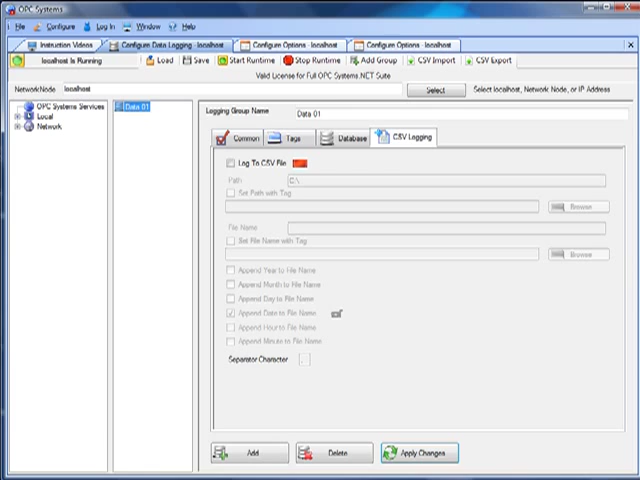 OPC Systems
File Configure Log In Window Help
Instruction Videos Configure Data Logging - localhost Configure Options - localhost Configure Options - localhost
localhost Is Running Load Save Start Runtime Stop Runtime Add Group CSV Import CSV Export
Valid License for Full OPC Systems.NET Suite
Network Node localhost Select Select localhost, Network Node, or IP Address
OPC Systems Services
Local
Network
Data 01
Logging Group Name Data 01
Common Tags Database CSV Logging
Log To CSV File
Path C:\
Set Path with Tag
Browse
File Name
Set File Name with Tag
Browse
Append Year to File Name
Append Month to File Name
Append Day to File Name
Append Date to File Name
Append Hour to File Name
Append Minute to File Name
Separator Character
Add Delete Apply Changes